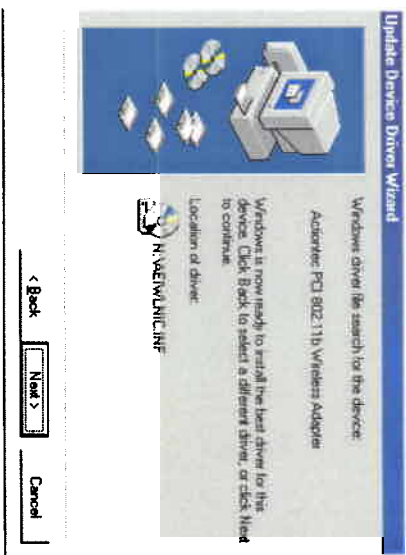 Update Device Driver Wizard
Windows driver file search for the device:
Actiontec PCI 802.11b Wireless Adapter
Windows is now ready to install the best driver for this
device. Click Back to select a different driver, or click Next
to continue.
Location of driver:
< Back
Next >
Cancel